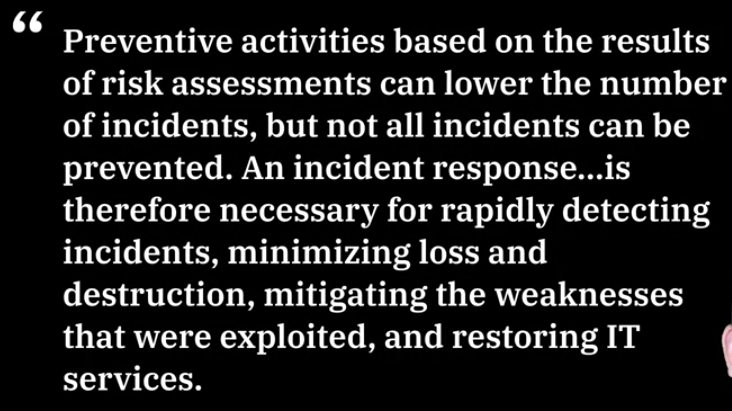 “
Preventive activities based on the results
of risk assessments can lower the number
of incidents, but not all incidents can be
prevented. An incident response...is
therefore necessary for rapidly detecting
incidents, minimizing loss and
destruction, mitigating the weaknesses
that were exploited, and restoring IT
services.